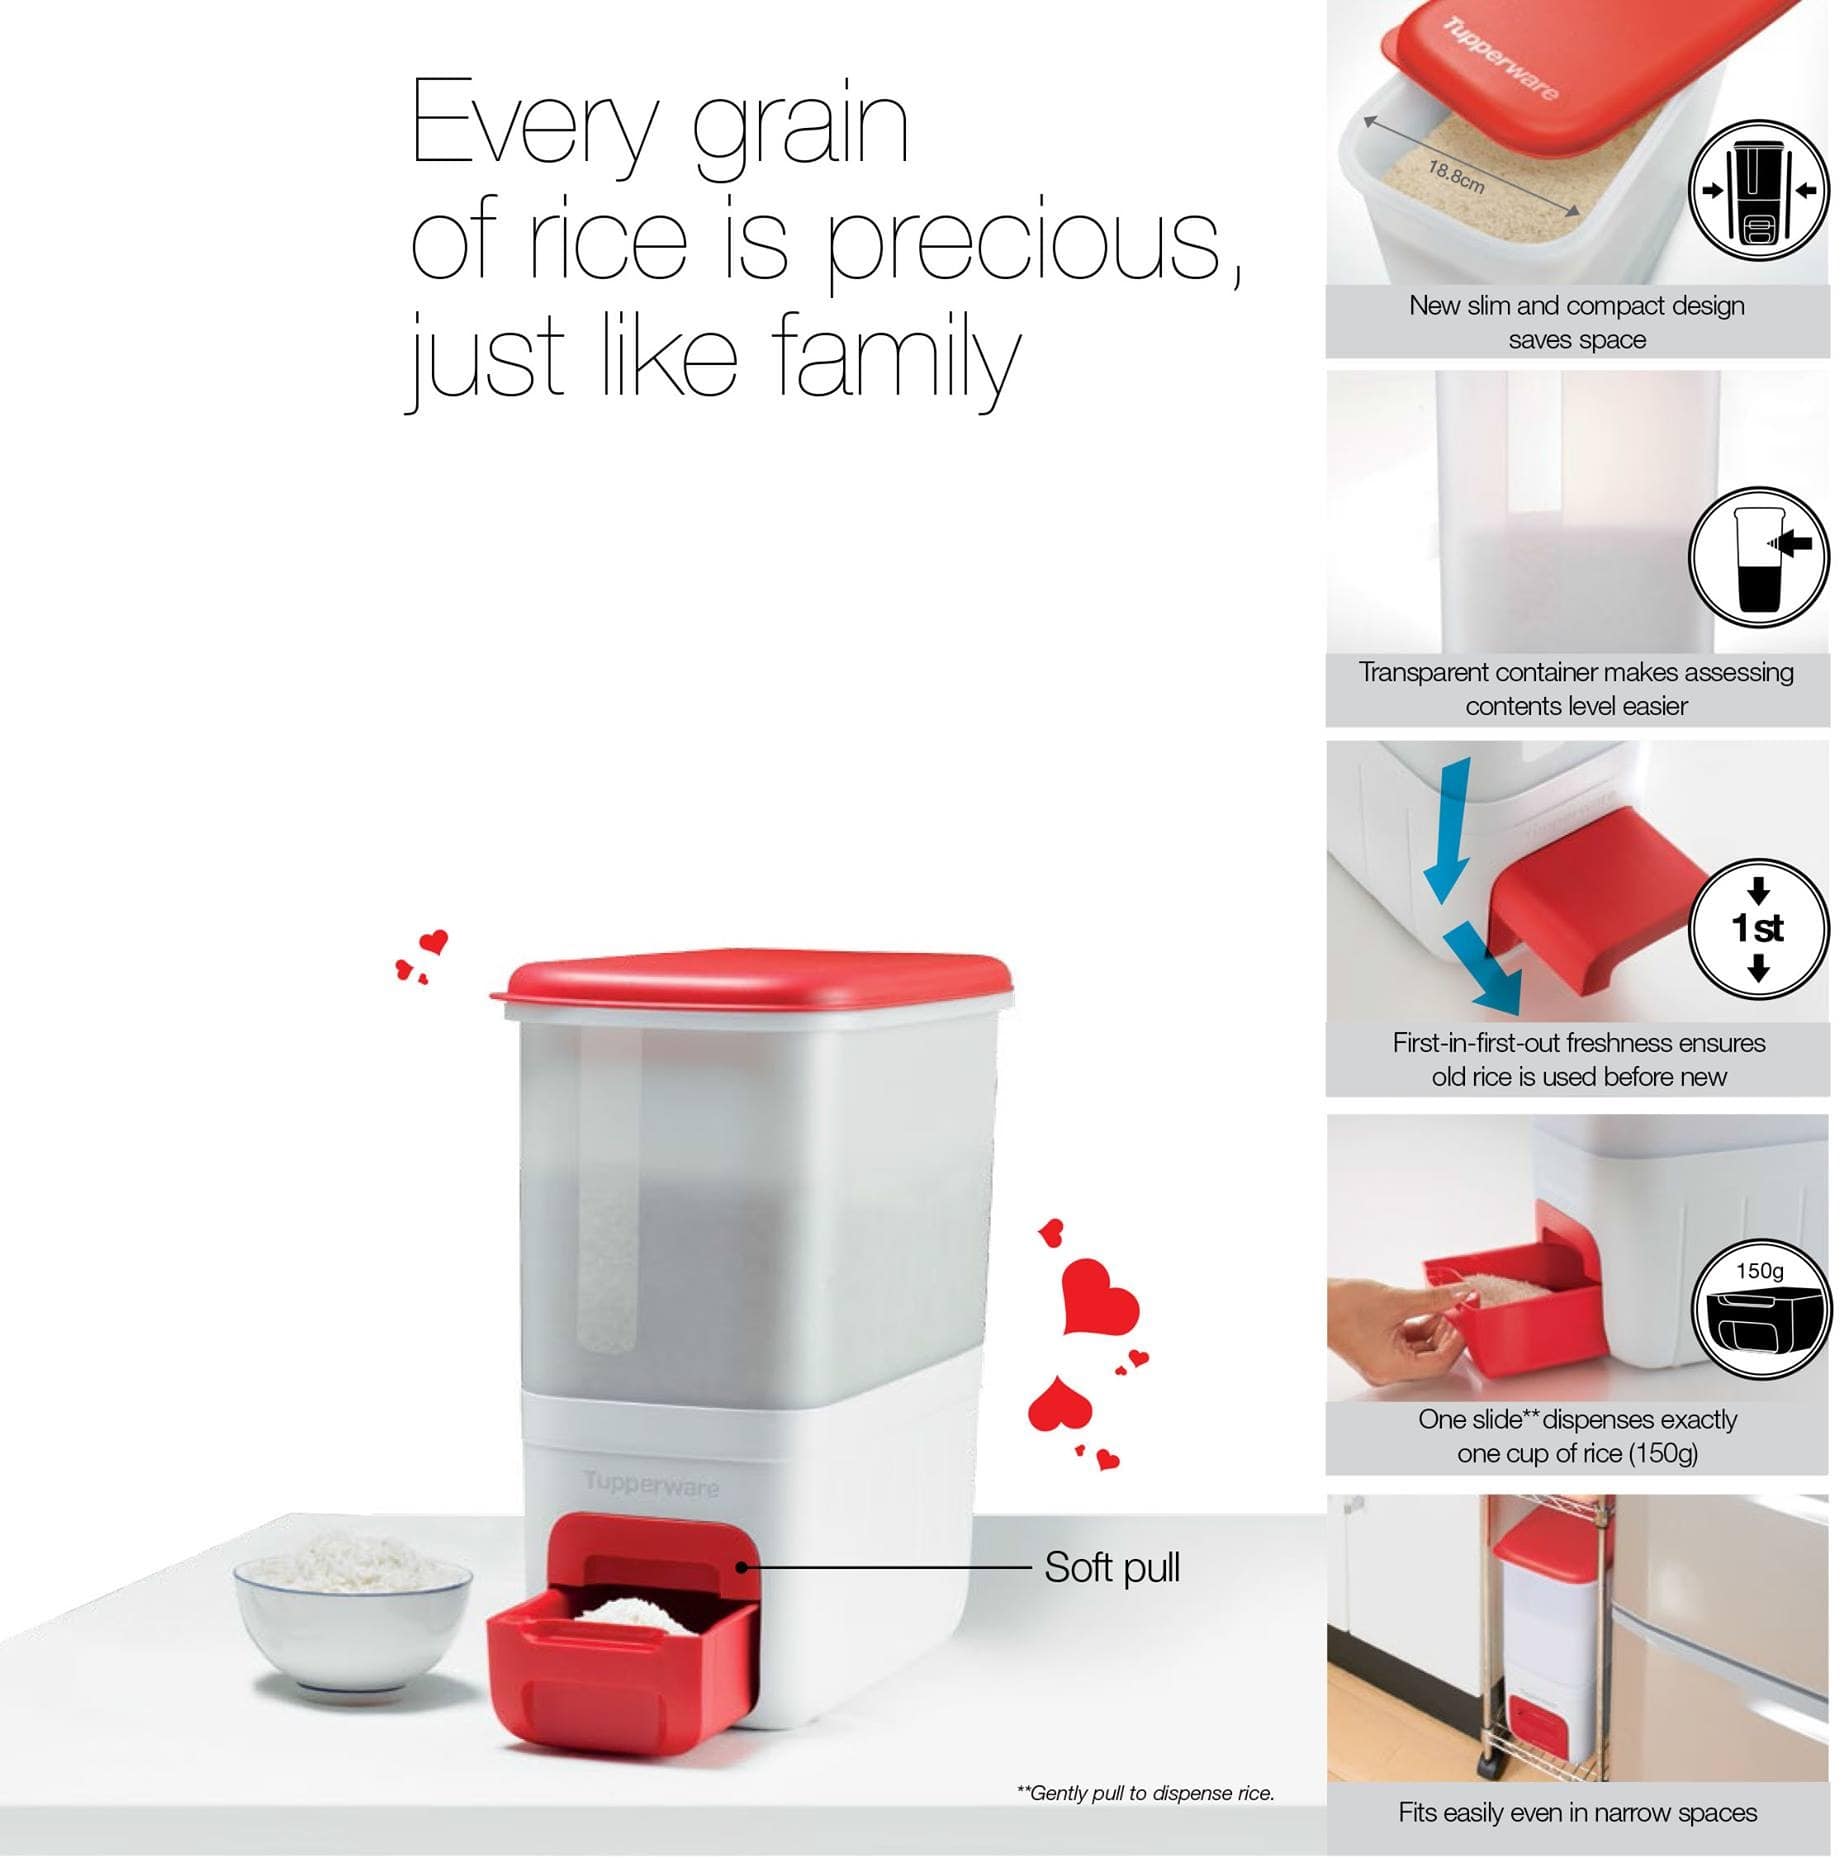 Every grain
of rice is precious,
just like family
Tupperware
Soft pull
**Gently pull to dispense rice.
Tupperware
18.8cm
New slim and compact design
saves space
Transparent container makes assessing
contents level easier
Tupperware
1st
First-in-first-out freshness ensures
old rice is used before new
150g
One slide** dispenses exactly
one cup of rice (150g)
Fits easily even in narrow spaces